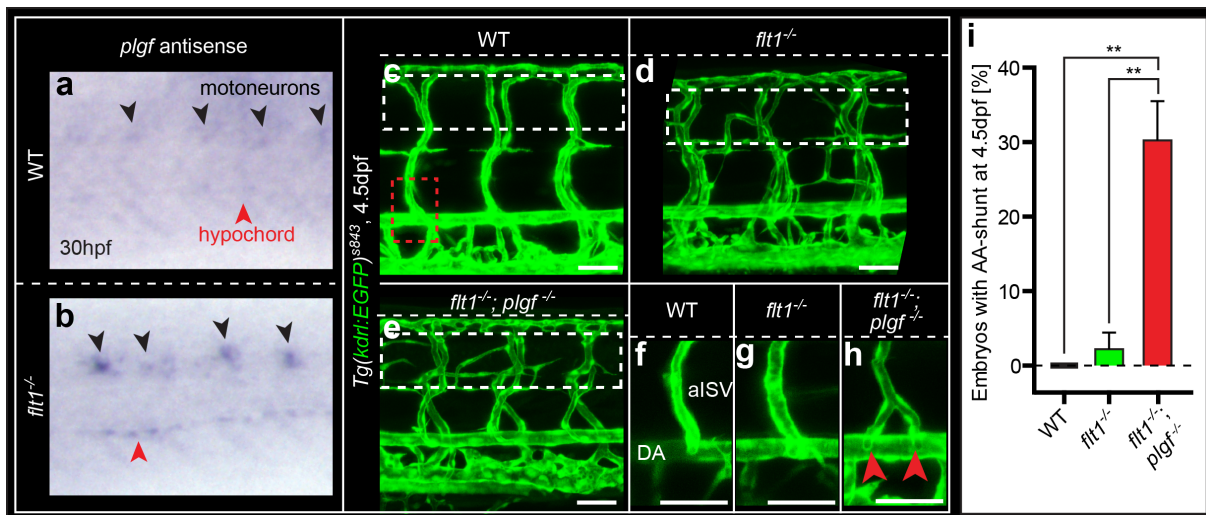 plgf antisense
WT
a
motoneurons
hypochord
30hpf
flt1-/-
b
Tg(kdrl:EGFP)s843, 4.5dpf
WT
c
flt1-/-
d
flt1-/-; plgf -/-
e
WT
f
aISV
DA
flt1-/-
g
flt1-/-;
plgf -/-
h
i
Embryos with AA-shunt at 4.5dpf [%]
**
**
40
30
20
10
0
WT
flt1-/-
flt1-/-;
plgf-/-